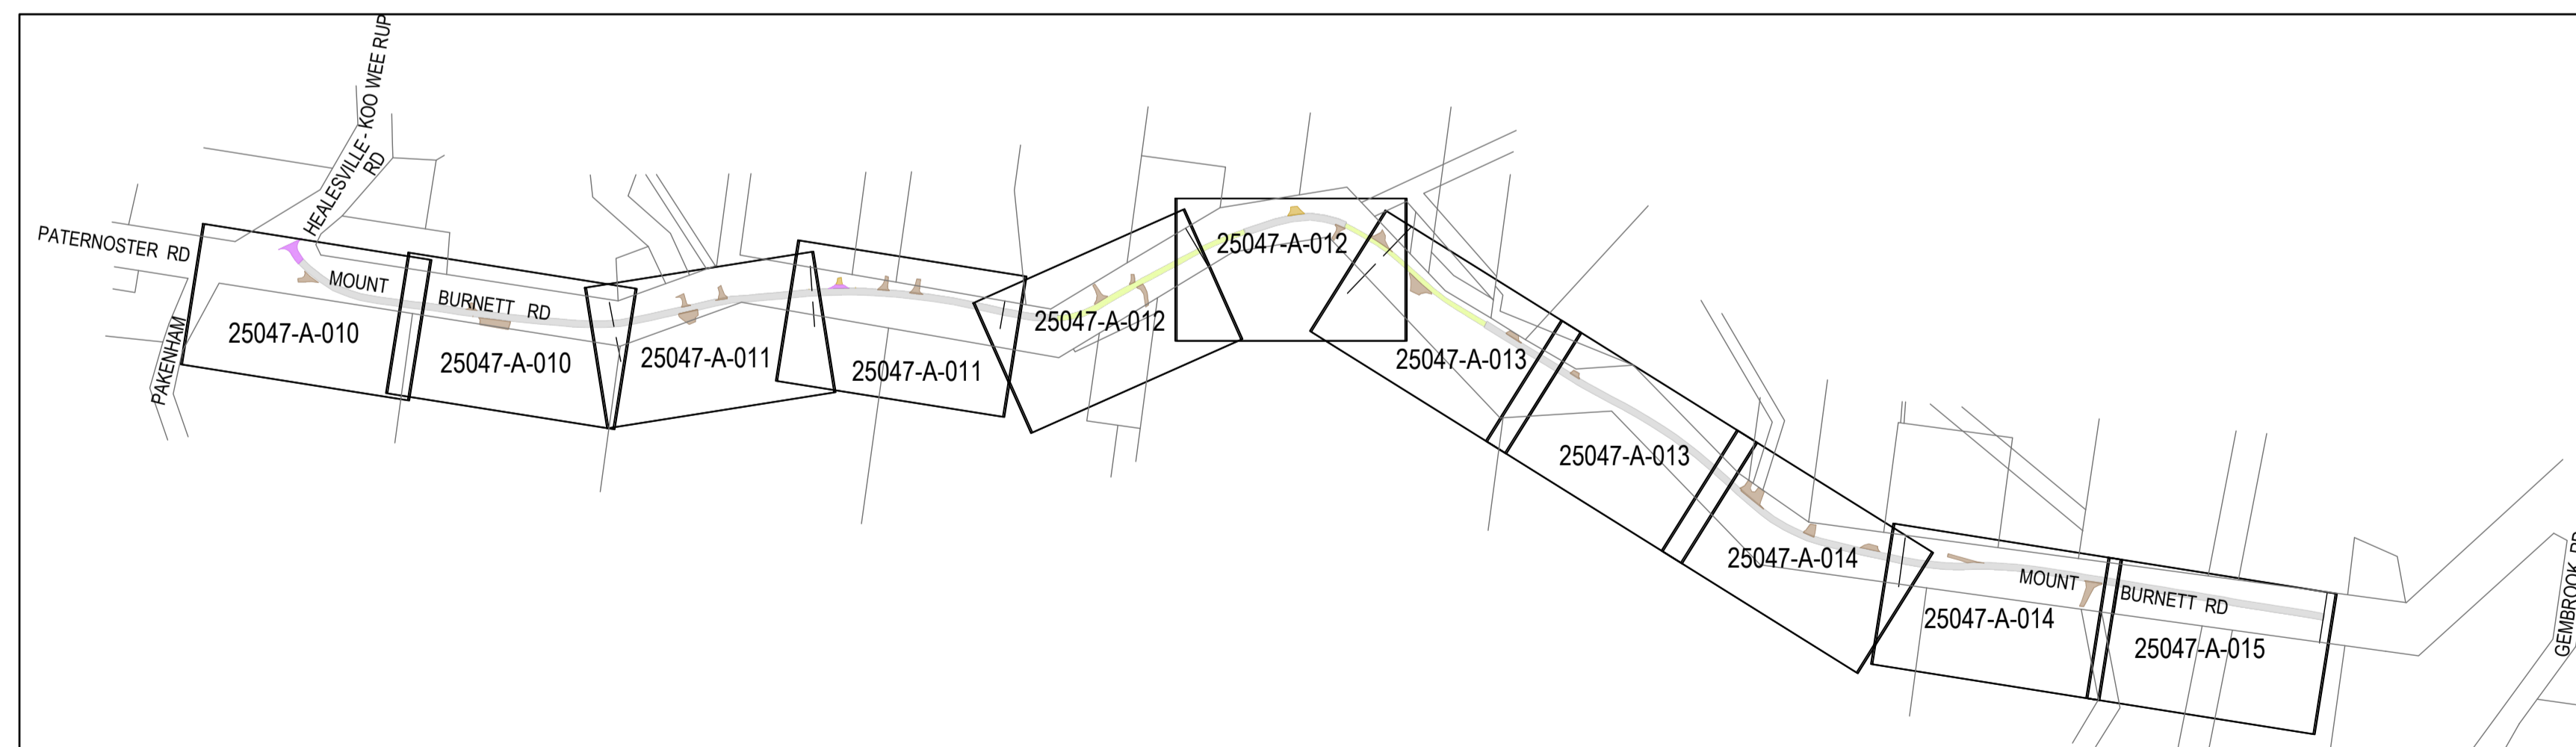 HEALESVILLE - KOO WEE RUP
RD
PATERNOSTER RD
PAKENHAM
MOUNT
BURNETT RD
25047-A-010
25047-A-010
25047-A-011
25047-A-011
25047-A-012
25047-A-012
25047-A-013
25047-A-013
25047-A-014
25047-A-014
MOUNT
BURNETT RD
25047-A-015
GEMBROOK RD